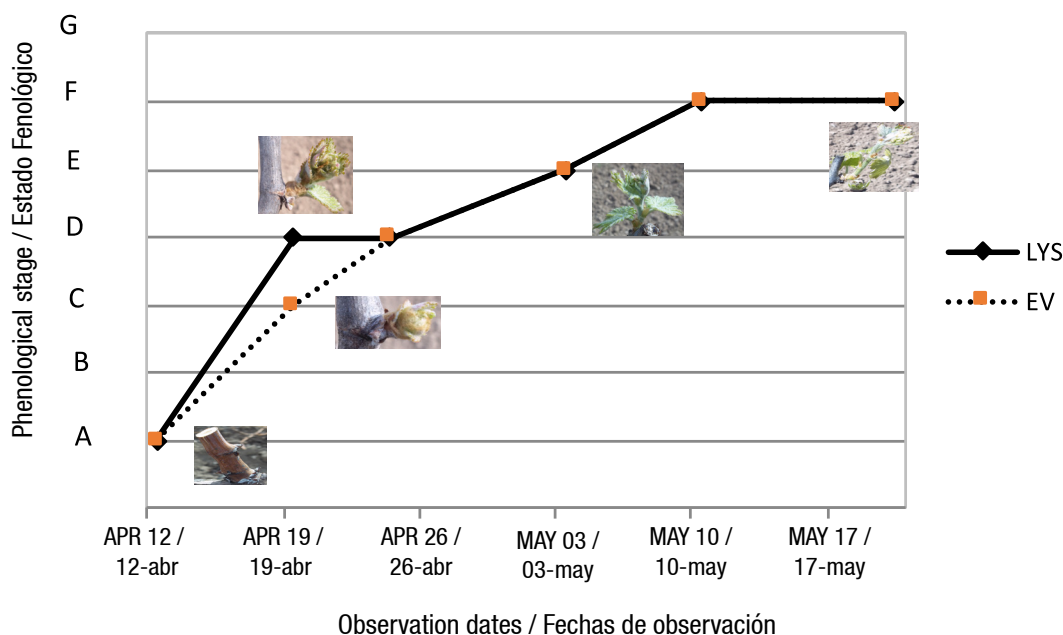 Phenological stage / Estado Fenológico
G
F
E
D
C
B
A
LYS
EV
APR 12 / APR 19 / APR 26 / MAY 03 / MAY 10 / MAY 17 /
12-abr 19-abr 26-abr 03-may 10-may 17-may
Observation dates / Fechas de observación